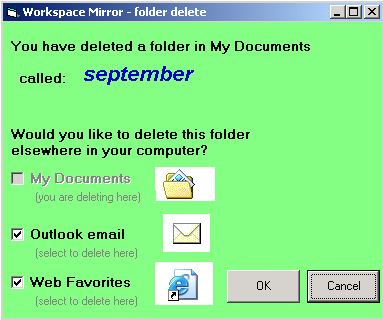 Workspace Mirror - folder delete
You have deleted a folder in My Documents
called: september
Would you like to delete this folder
elsewhere in your computer?
My Documents
(you are deleting here)
Outlook email
(select to delete here)
Web Favorites
(select to delete here)
OK
Cancel